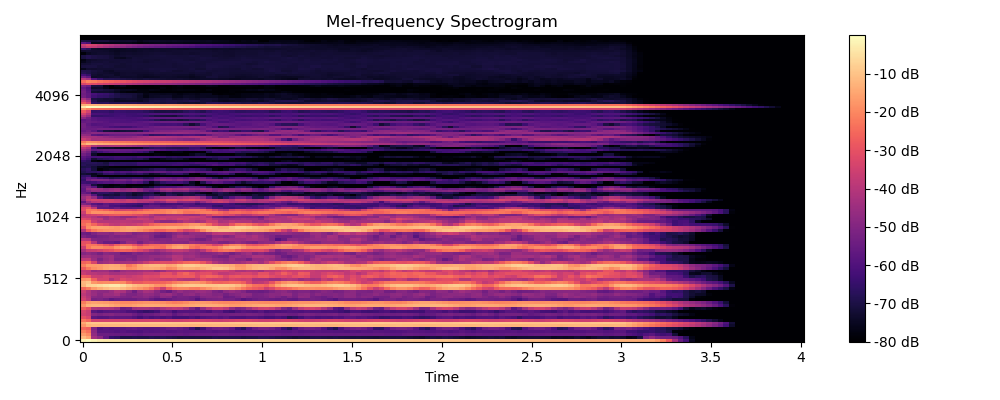 Mel-frequency Spectrogram
Hz
4096
2048
1024
512
0
0 0.5 1 1.5 2 2.5 3 3.5 4
Time
-10 dB
-20 dB
-30 dB
-40 dB
-50 dB
-60 dB
-70 dB
-80 dB